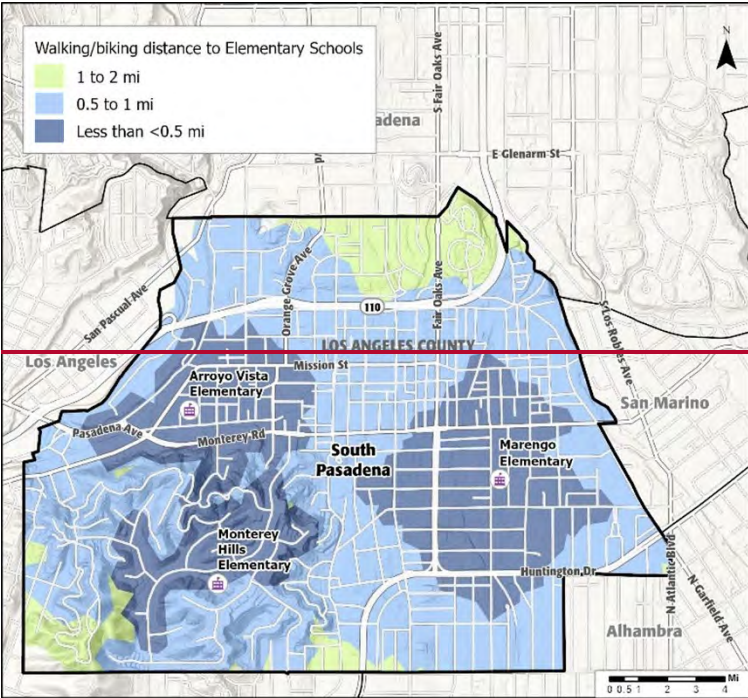 Walking/biking distance to Elementary Schools
1 to 2 mi
0.5 to 1 mi
Less than <0.5 mi
S Fair Oaks Ave
N
adena
E Glenarm St
Orange Grove Ave
Fair Oaks Ave
110
San Pascual Ave
S Los Robles Ave
LOS ANGELES COUNTY
Los Angeles
Mission St
Arroyo Vista
Elementary
San Marino
Pasadena Ave
Monterey Rd
South
Pasadena
Marengo
Elementary
Monterey
Hills
Elementary
Huntington Dr
N Atlantic Blvd
N Garfield Ave
Alhambra
Mi
0 0.5 1 2 3 4